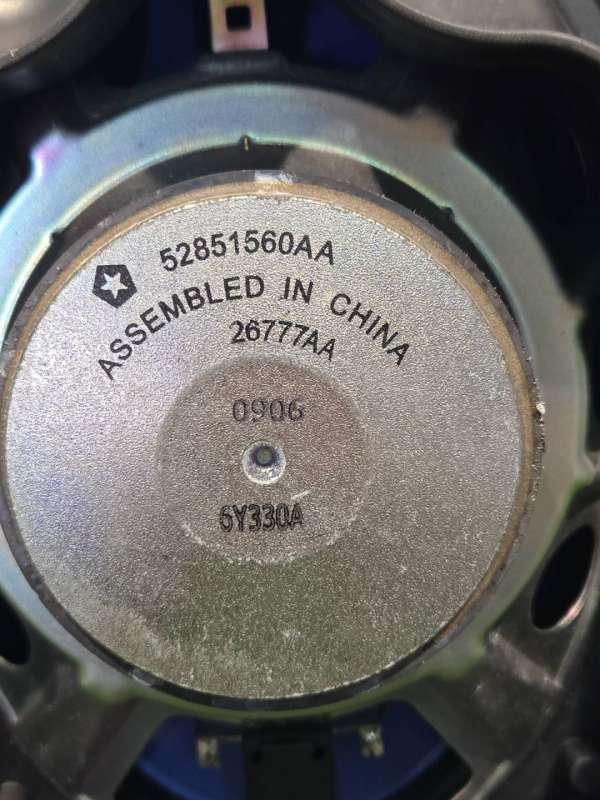 52851560AA
ASSEMBLED IN CHINA
26777AA
0906
6Y330A